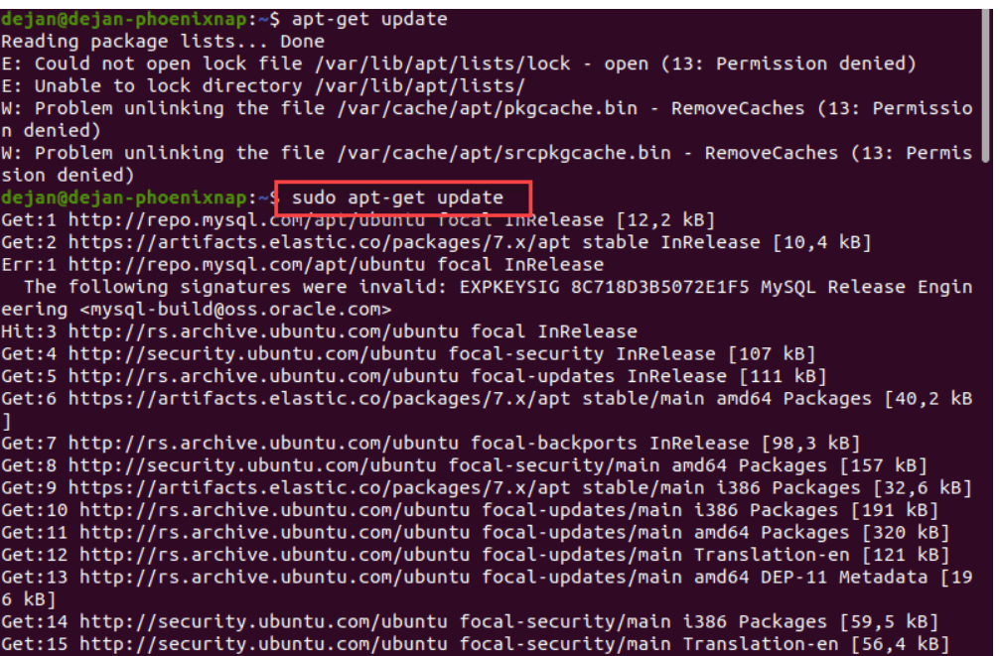 dejan@dejan-phoenixnap:~$ apt-get update
Reading package lists... Done
E: Could not open lock file /var/lib/apt/lists/lock - open (13: Permission denied)
E: Unable to lock directory /var/lib/apt/lists/
W: Problem unlinking the file /var/cache/apt/pkgcache.bin - RemoveCaches (13: Permissio
n denied)
W: Problem unlinking the file /var/cache/apt/srcpkgcache.bin - RemoveCaches (13: Permis
sion denied)
dejan@dejan-phoenixnap:~$ sudo apt-get update
Get:1 http://repo.mysql.com/apt/ubuntu focal InRelease [12,2 kB]
Get:2 https://artifacts.elastic.co/packages/7.x/apt stable InRelease [10,4 kB]
Err:1 http://repo.mysql.com/apt/ubuntu focal InRelease
  The following signatures were invalid: EXPKEYSIG 8C718D3B5072E1F5 MySQL Release Engin
eering <mysql-build@oss.oracle.com>
Hit:3 http://rs.archive.ubuntu.com/ubuntu focal InRelease
Get:4 http://security.ubuntu.com/ubuntu focal-security InRelease [107 kB]
Get:5 http://rs.archive.ubuntu.com/ubuntu focal-updates InRelease [111 kB]
Get:6 https://artifacts.elastic.co/packages/7.x/apt stable/main amd64 Packages [40,2 kB
]
Get:7 http://rs.archive.ubuntu.com/ubuntu focal-backports InRelease [98,3 kB]
Get:8 http://security.ubuntu.com/ubuntu focal-security/main amd64 Packages [157 kB]
Get:9 https://artifacts.elastic.co/packages/7.x/apt stable/main i386 Packages [32,6 kB]
Get:10 http://rs.archive.ubuntu.com/ubuntu focal-updates/main i386 Packages [191 kB]
Get:11 http://rs.archive.ubuntu.com/ubuntu focal-updates/main amd64 Packages [320 kB]
Get:12 http://rs.archive.ubuntu.com/ubuntu focal-updates/main Translation-en [121 kB]
Get:13 http://rs.archive.ubuntu.com/ubuntu focal-updates/main amd64 DEP-11 Metadata [19
6 kB]
Get:14 http://security.ubuntu.com/ubuntu focal-security/main i386 Packages [59,5 kB]
Get:15 http://security.ubuntu.com/ubuntu focal-security/main Translation-en [56,4 kB]